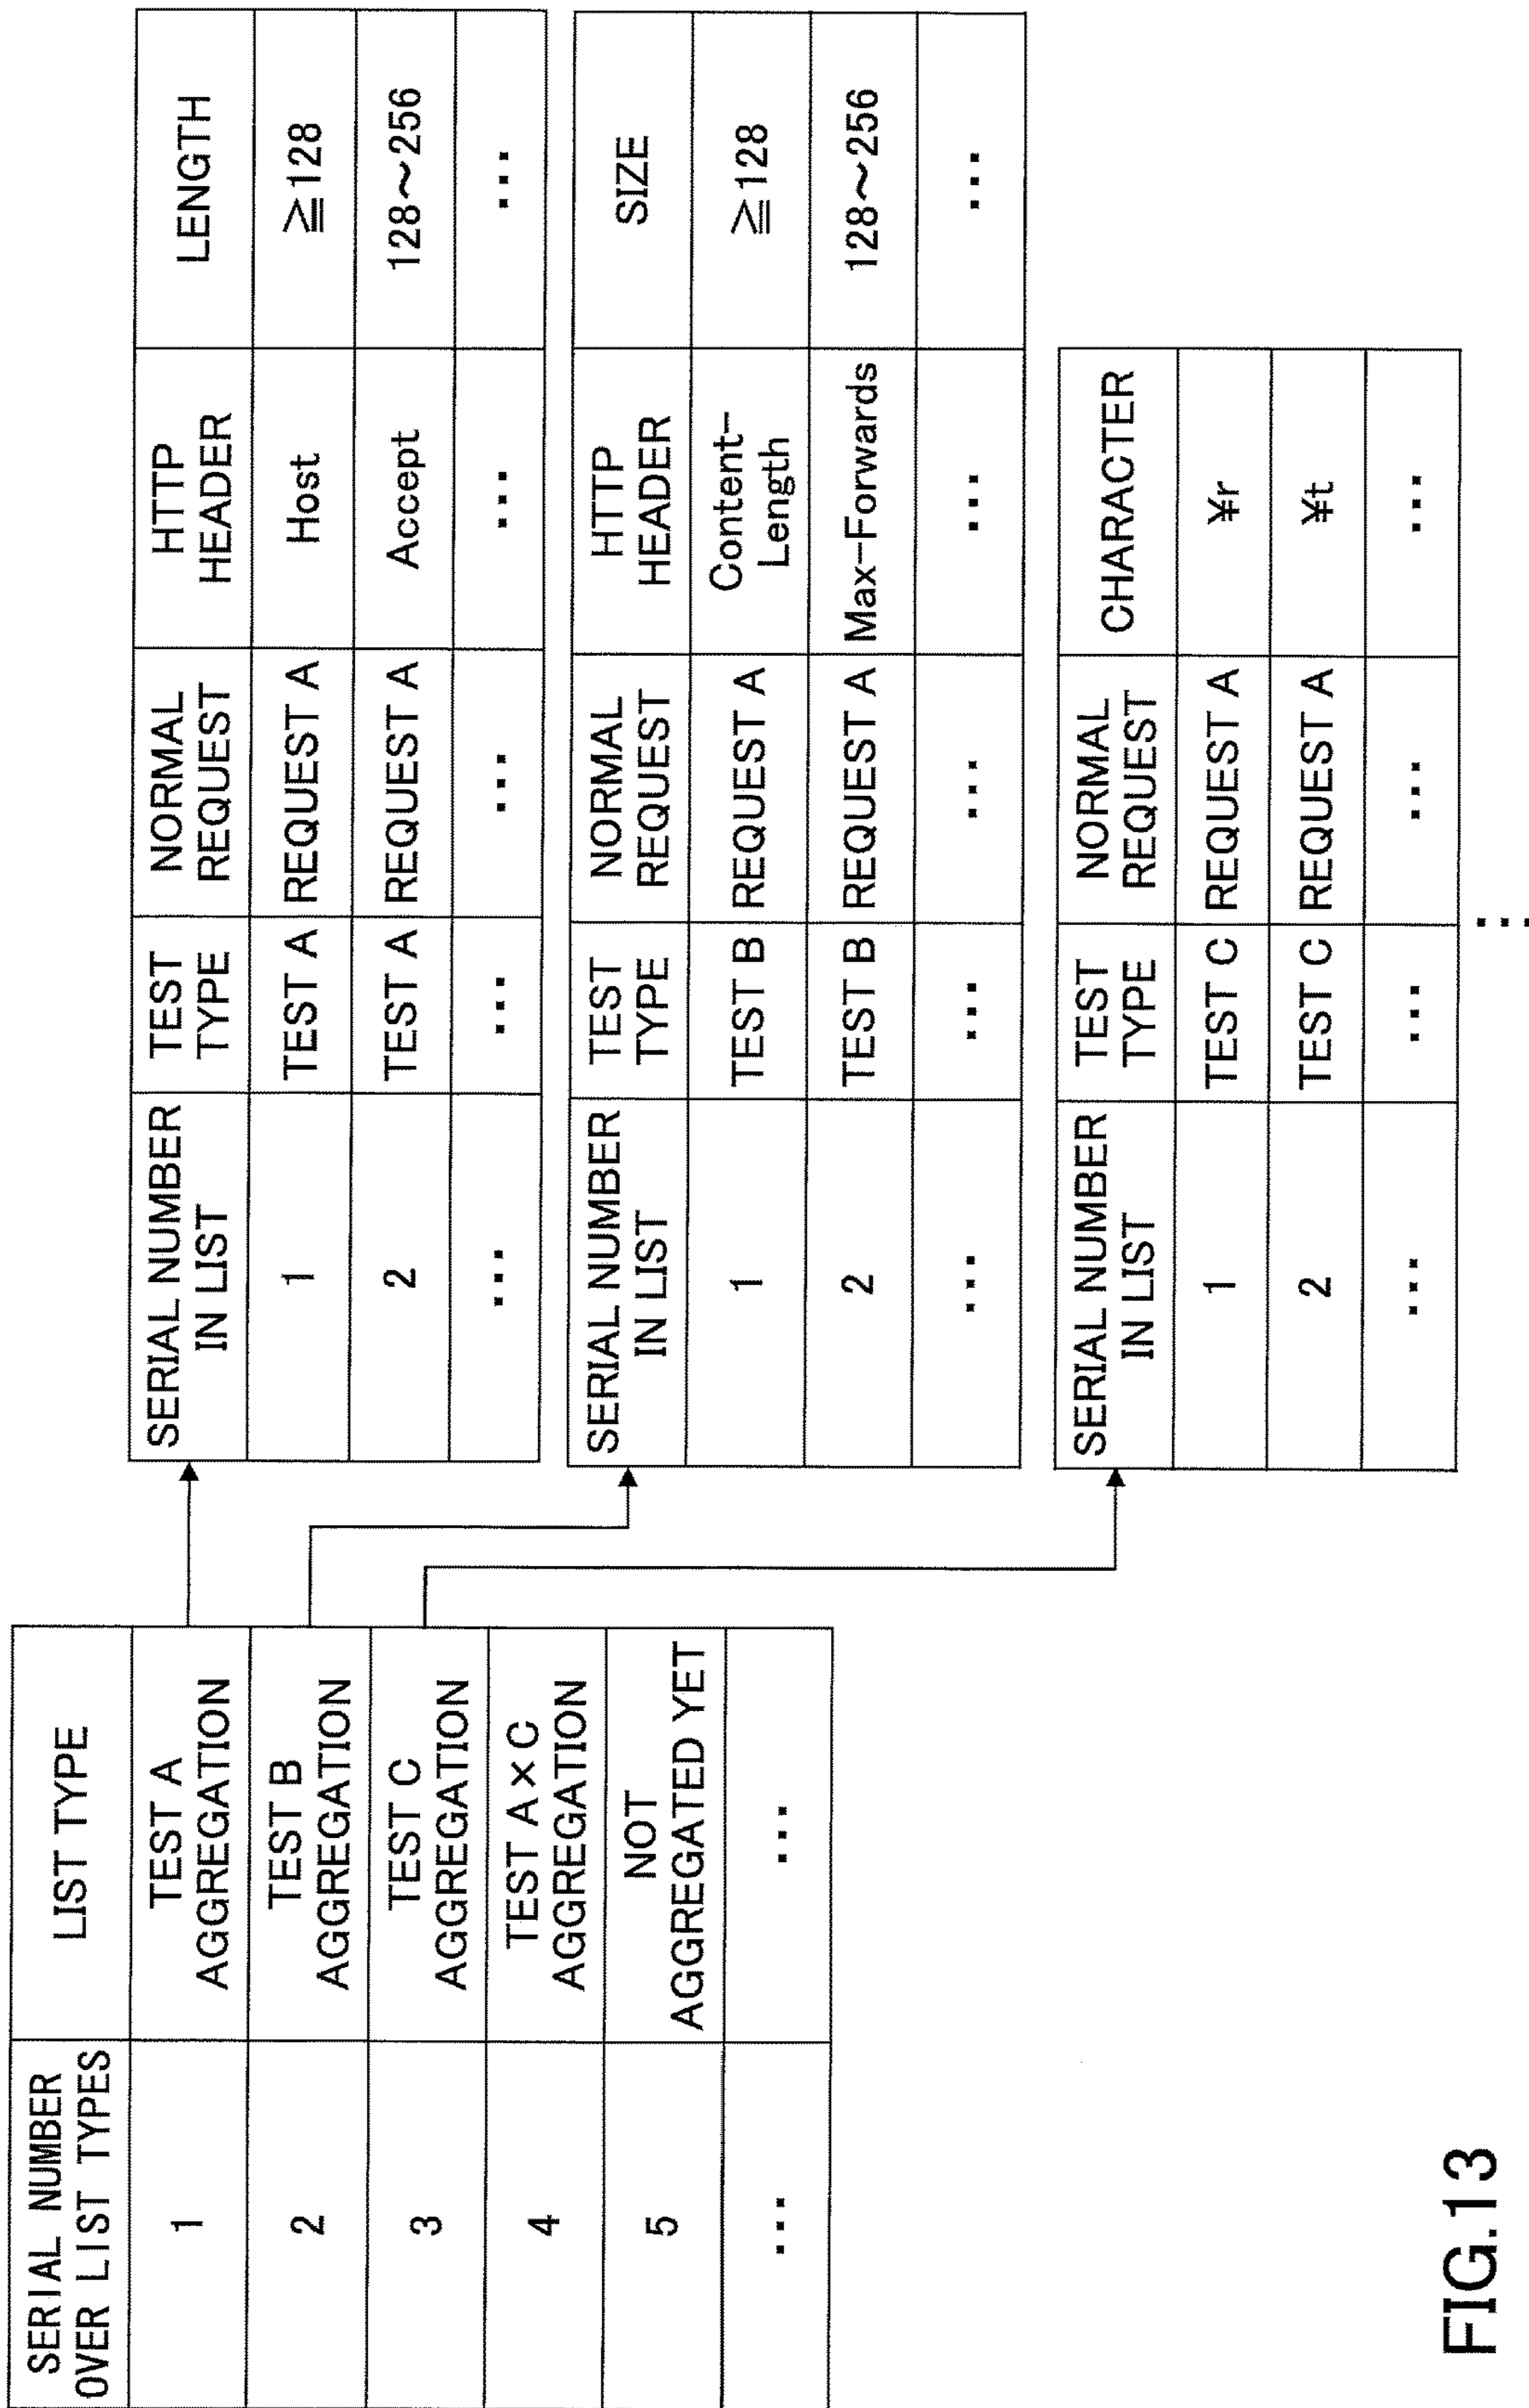 SERIAL NUMBER
OVER LIST TYPES
LIST TYPE
1
TEST A
AGGREGATION
2
TEST B
AGGREGATION
3
TEST C
AGGREGATION
4
TEST A×C
AGGREGATION
5
NOT
AGGREGATED YET
...
...
SERIAL NUMBER
IN LIST
TEST
TYPE
NORMAL
REQUEST
HTTP
HEADER
LENGTH
1
TEST A
REQUEST A
Host
≧128
2
TEST A
REQUEST A
Accept
128～256
...
...
...
...
...
SERIAL NUMBER
IN LIST
TEST
TYPE
NORMAL
REQUEST
HTTP
HEADER
SIZE
1
TEST B
REQUEST A
Content-
Length
≧128
2
TEST B
REQUEST A
Max-Forwards
128～256
...
...
...
...
...
SERIAL NUMBER
IN LIST
TEST
TYPE
NORMAL
REQUEST
CHARACTER
1
TEST C
REQUEST A
¥r
2
TEST C
REQUEST A
¥t
...
...
...
...
...
FIG.13